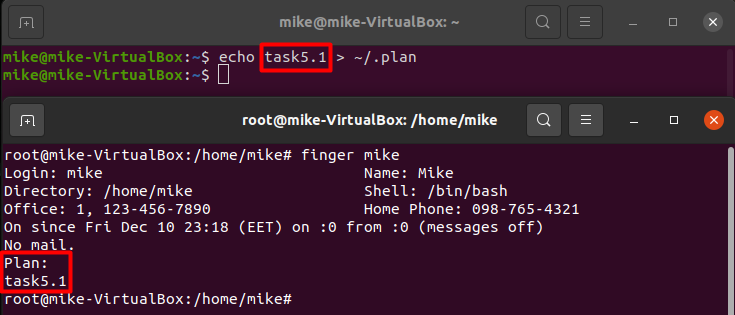 mike@mike-VirtualBox: ~
mike@mike-VirtualBox:~$ echo task5.1 > ~/.plan
mike@mike-VirtualBox:~$
root@mike-VirtualBox: /home/mike
root@mike-VirtualBox:/home/mike# finger mike
Login: mike Name: Mike
Directory: /home/mike Shell: /bin/bash
Office: 1, 123-456-7890 Home Phone: 098-765-4321
On since Fri Dec 10 23:18 (EET) on :0 from :0 (messages off)
No mail.
Plan:
task5.1
root@mike-VirtualBox:/home/mike#